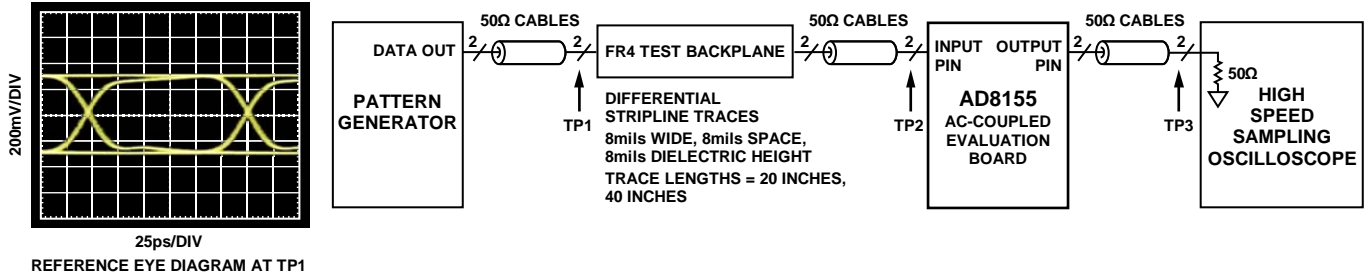 200mV/DIV
25ps/DIV
REFERENCE EYE DIAGRAM AT TP1
DATA OUT
PATTERN
GENERATOR
50Ω CABLES
2
2
TP1
FR4 TEST BACKPLANE
DIFFERENTIAL
STRIPLINE TRACES
8mils WIDE, 8mils SPACE,
8mils DIELECTRIC HEIGHT
TRACE LENGTHS = 20 INCHES,
40 INCHES
50Ω CABLES
2
2
TP2
INPUT OUTPUT
PIN PIN
AD8155
AC-COUPLED
EVALUATION
BOARD
50Ω CABLES
2
2
TP3
50Ω
HIGH
SPEED
SAMPLING
OSCILLOSCOPE